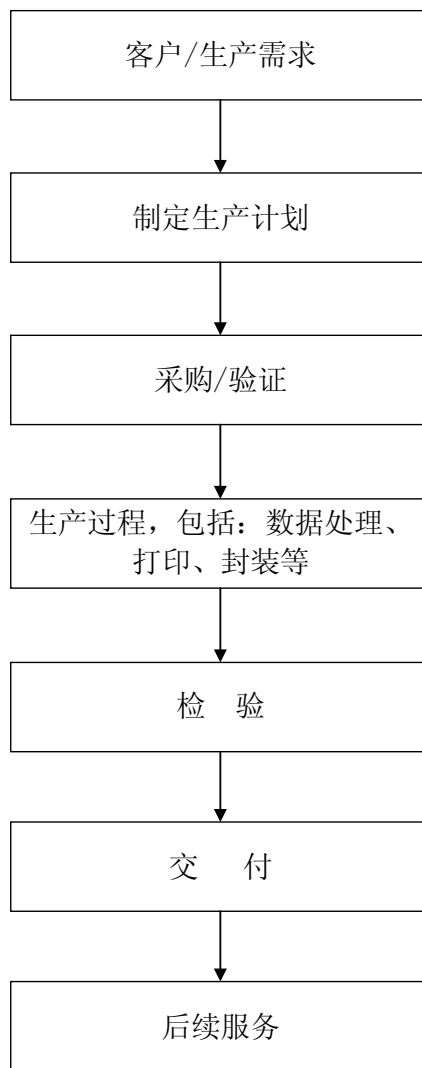 客户/生产需求
制定生产计划
采购/验证
生产过程，包括：数据处理、
打印、封装等
检　验
交　　付
后续服务